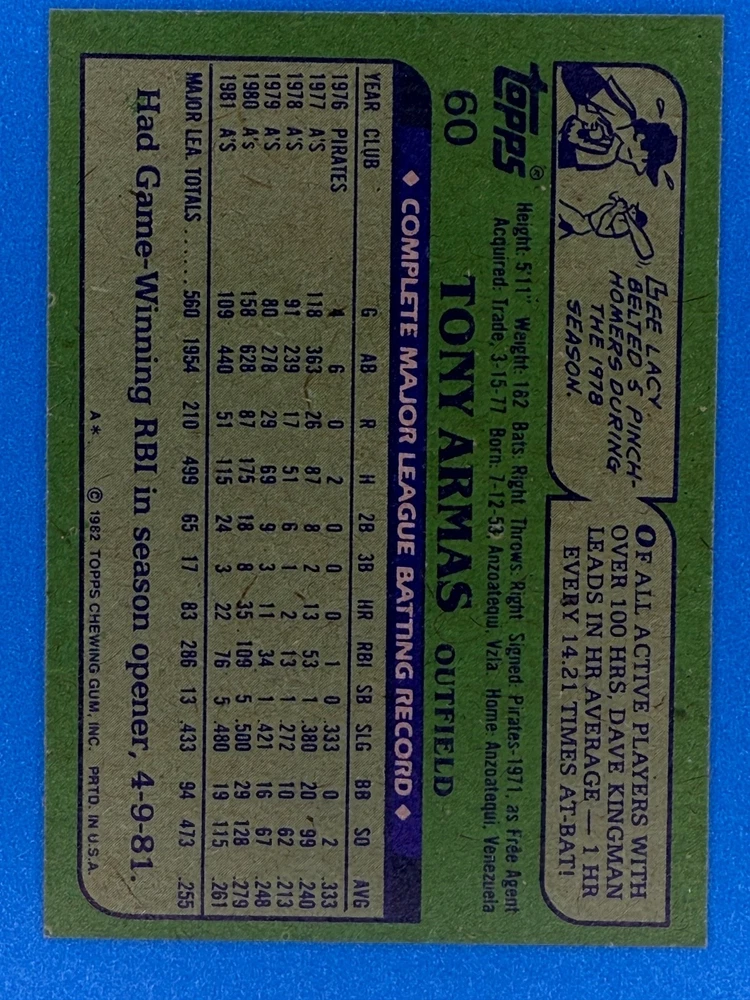 LEE LACY
BELTED 5 PINCH-
HOMERS DURING
THE 1978
SEASON.
OF ALL ACTIVE PLAYERS WITH
OVER 100 HRS, DAVE KINGMAN
LEADS IN HR AVERAGE — 1 HR
EVERY 14.21 TIMES AT-BAT!
topps®
Height: 5'11" Weight: 182 Bats: Right Throws: Right Signed: Pirates-1971, as Free Agent
Acquired: Trade, 3-15-77 Born: 7-12-53, Anzoatequi, Vzla. Home: Anzoatequi, Venezuela
60 TONY ARMAS OUTFIELD
◆ COMPLETE MAJOR LEAGUE BATTING RECORD ◆
YEAR CLUB G AB R H 2B 3B HR RBI SB SLG BB SO AVG
1976 PIRATES 4 6 0 2 0 0 0 1 0 .333 0 2 .333
1977 A'S 118 363 26 87 8 2 13 53 1 .380 20 99 .240
1978 A'S 91 239 17 51 6 1 2 13 1 .272 10 62 .213
1979 A'S 80 278 29 69 9 3 11 34 1 .421 16 67 .248
1980 A's 158 628 87 175 18 8 35 109 5 .500 29 128 .279
1981 A'S 109 440 51 115 24 3 22 76 5 .480 19 115 .261
MAJOR LEA. TOTALS ...... 560 1954 210 499 65 17 83 286 13 .433 94 473 .255
Had Game-Winning RBI in season opener, 4-9-81.
A* © 1982 TOPPS CHEWING GUM, INC. PRTD. IN U.S.A.